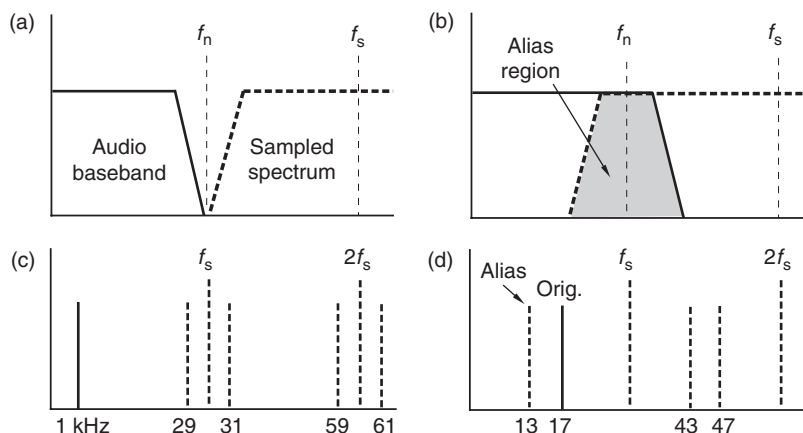 (a)
fn
fs
Audio
baseband
Sampled
spectrum
(b)
fn
fs
Alias
region
(c)
fs
2fs
1 kHz
29
31
59
61
(d)
fs
2fs
Alias
Orig.
13
17
43
47